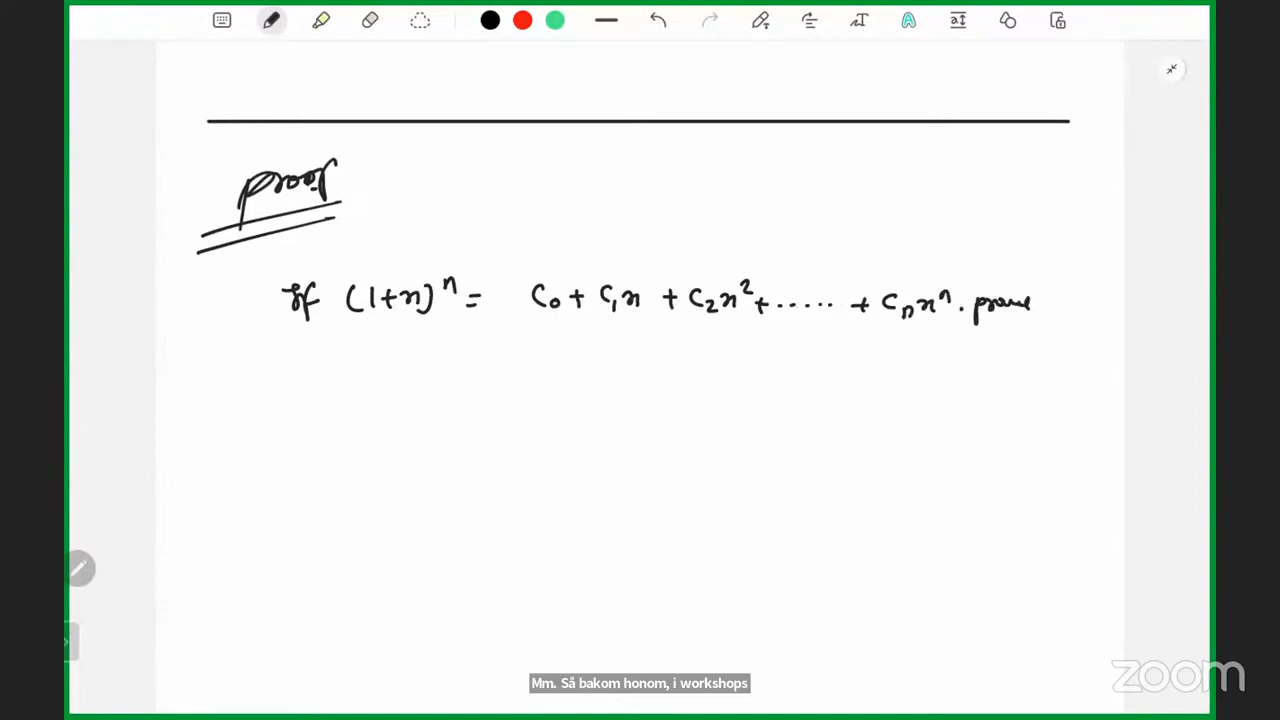 proof
If (1+x)ⁿ = C₀ + C₁x + C₂x² + ..... + Cₙxⁿ. prove
Mm. Så bakom honom, i workshops
zoom